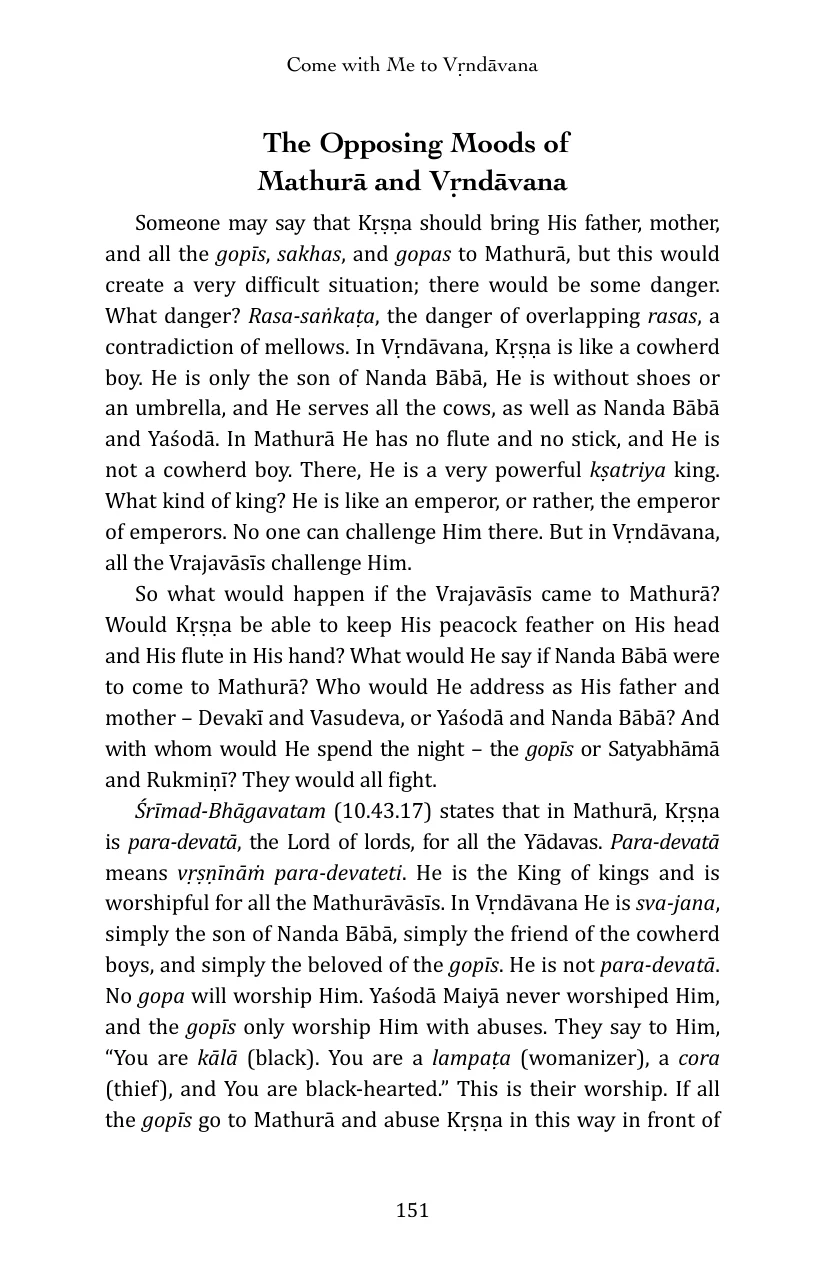 Come with Me to Vṛndāvana
The Opposing Moods of
Mathurā and Vṛndāvana
Someone may say that Kṛṣṇa should bring His father, mother,
and all the gopīs, sakhas, and gopas to Mathurā, but this would
create a very difficult situation; there would be some danger.
What danger? Rasa-saṅkaṭa, the danger of overlapping rasas, a
contradiction of mellows. In Vṛndāvana, Kṛṣṇa is like a cowherd
boy. He is only the son of Nanda Bābā, He is without shoes or
an umbrella, and He serves all the cows, as well as Nanda Bābā
and Yaśodā. In Mathurā He has no flute and no stick, and He is
not a cowherd boy. There, He is a very powerful kṣatriya king.
What kind of king? He is like an emperor, or rather, the emperor
of emperors. No one can challenge Him there. But in Vṛndāvana,
all the Vrajavāsīs challenge Him.
So what would happen if the Vrajavāsīs came to Mathurā?
Would Kṛṣṇa be able to keep His peacock feather on His head
and His flute in His hand? What would He say if Nanda Bābā were
to come to Mathurā? Who would He address as His father and
mother – Devakī and Vasudeva, or Yaśodā and Nanda Bābā? And
with whom would He spend the night – the gopīs or Satyabhāmā
and Rukmiṇī? They would all fight.
Śrīmad-Bhāgavatam (10.43.17) states that in Mathurā, Kṛṣṇa
is para-devatā, the Lord of lords, for all the Yādavas. Para-devatā
means vṛṣṇīnāṁ para-devateti. He is the King of kings and is
worshipful for all the Mathurāvāsīs. In Vṛndāvana He is sva-jana,
simply the son of Nanda Bābā, simply the friend of the cowherd
boys, and simply the beloved of the gopīs. He is not para-devatā.
No gopa will worship Him. Yaśodā Maiyā never worshiped Him,
and the gopīs only worship Him with abuses. They say to Him,
“You are kālā (black). You are a lampaṭa (womanizer), a cora
(thief), and You are black-hearted.” This is their worship. If all
the gopīs go to Mathurā and abuse Kṛṣṇa in this way in front of
151